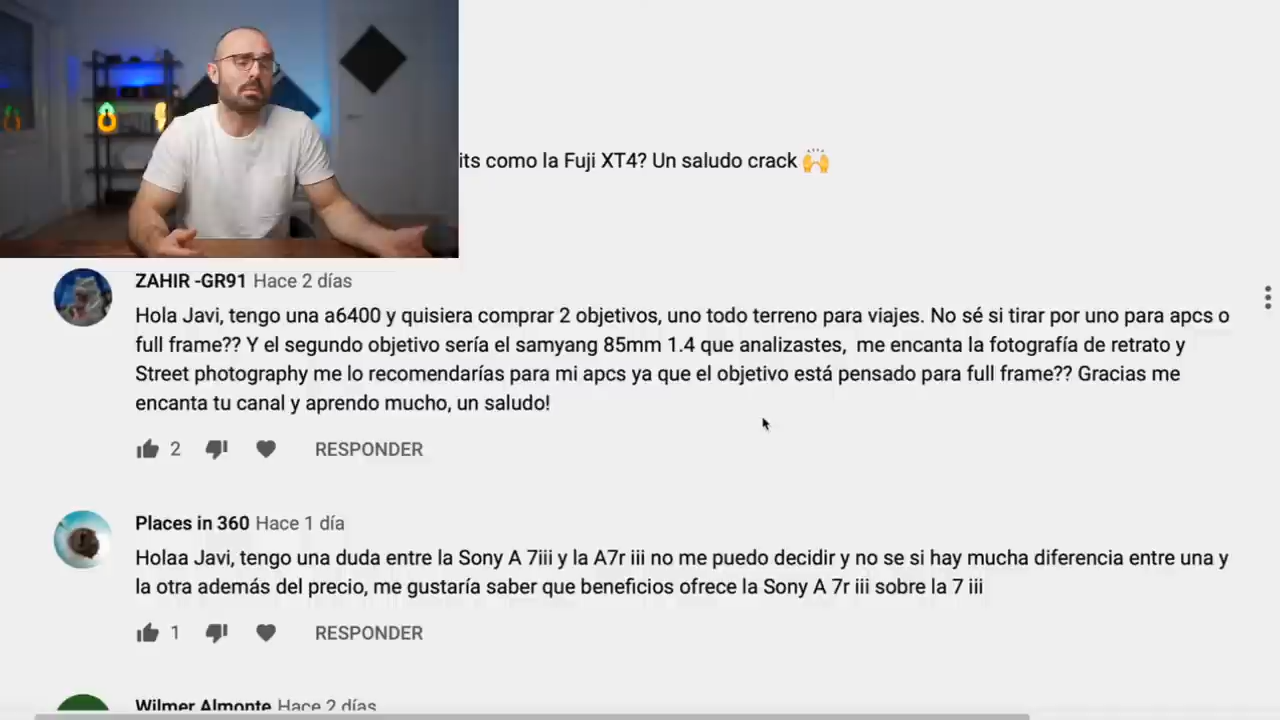 its como la Fuji XT4? Un saludo crack 🙌
ZAHIR -GR91 Hace 2 días
Hola Javi, tengo una a6400 y quisiera comprar 2 objetivos, uno todo terreno para viajes. No sé si tirar por uno para apcs o
full frame?? Y el segundo objetivo sería el samyang 85mm 1.4 que analizastes, me encanta la fotografía de retrato y
Street photography me lo recomendarías para mi apcs ya que el objetivo está pensado para full frame?? Gracias me
encanta tu canal y aprendo mucho, un saludo!
2 RESPONDER
Places in 360 Hace 1 día
Holaa Javi, tengo una duda entre la Sony A 7iii y la A7r iii no me puedo decidir y no se si hay mucha diferencia entre una y
la otra además del precio, me gustaría saber que beneficios ofrece la Sony A 7r iii sobre la 7 iii
1 RESPONDER
Wilmer Almonte Hace 2 días